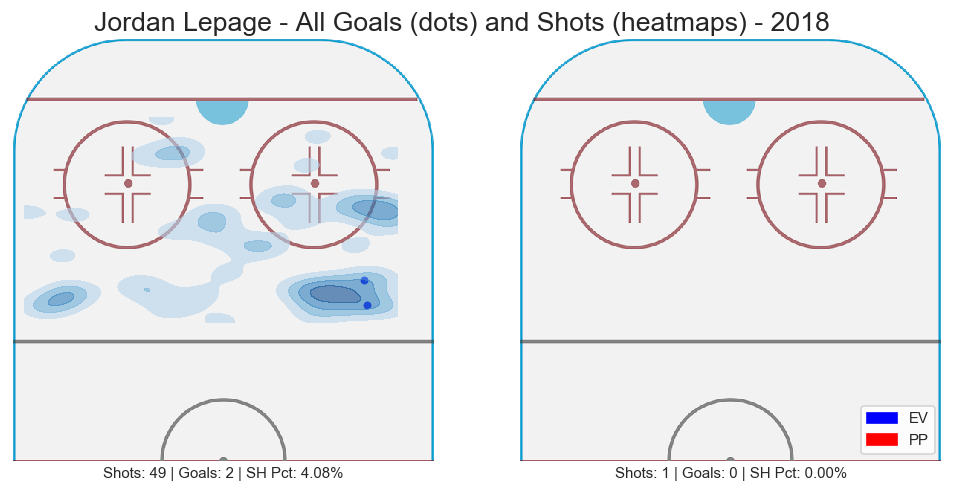 Jordan Lepage - All Goals (dots) and Shots (heatmaps) - 2018
EV
PP
Shots: 49 | Goals: 2 | SH Pct: 4.08%
Shots: 1 | Goals: 0 | SH Pct: 0.00%